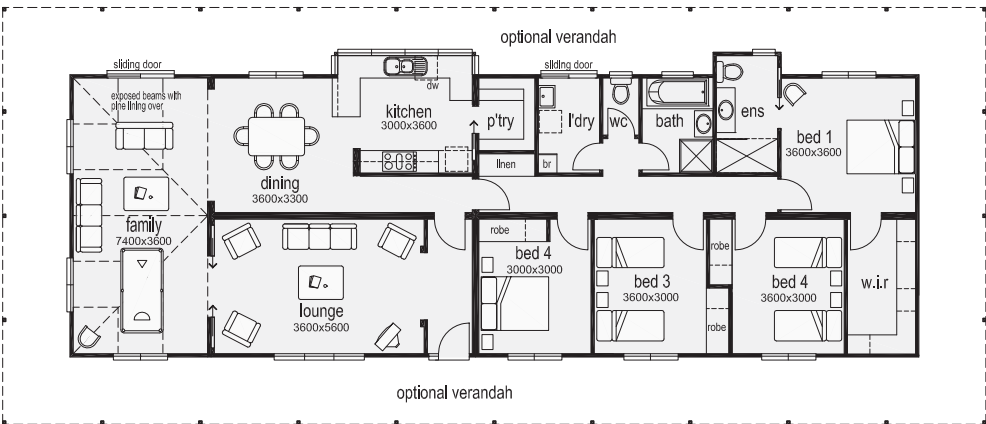 optional verandah
sliding door
exposed beams with
pine lining over
dining
3600x3300
kitchen
3000x3600
dw
p'try
linen
sliding door
l'dry
br
wc
bath
ens
bed 1
3600x3600
family
7400x3600
lounge
3600x5600
robe
bed 4
3000x3000
bed 3
3600x3000
robe
robe
bed 4
3600x3000
w.i.r
optional verandah